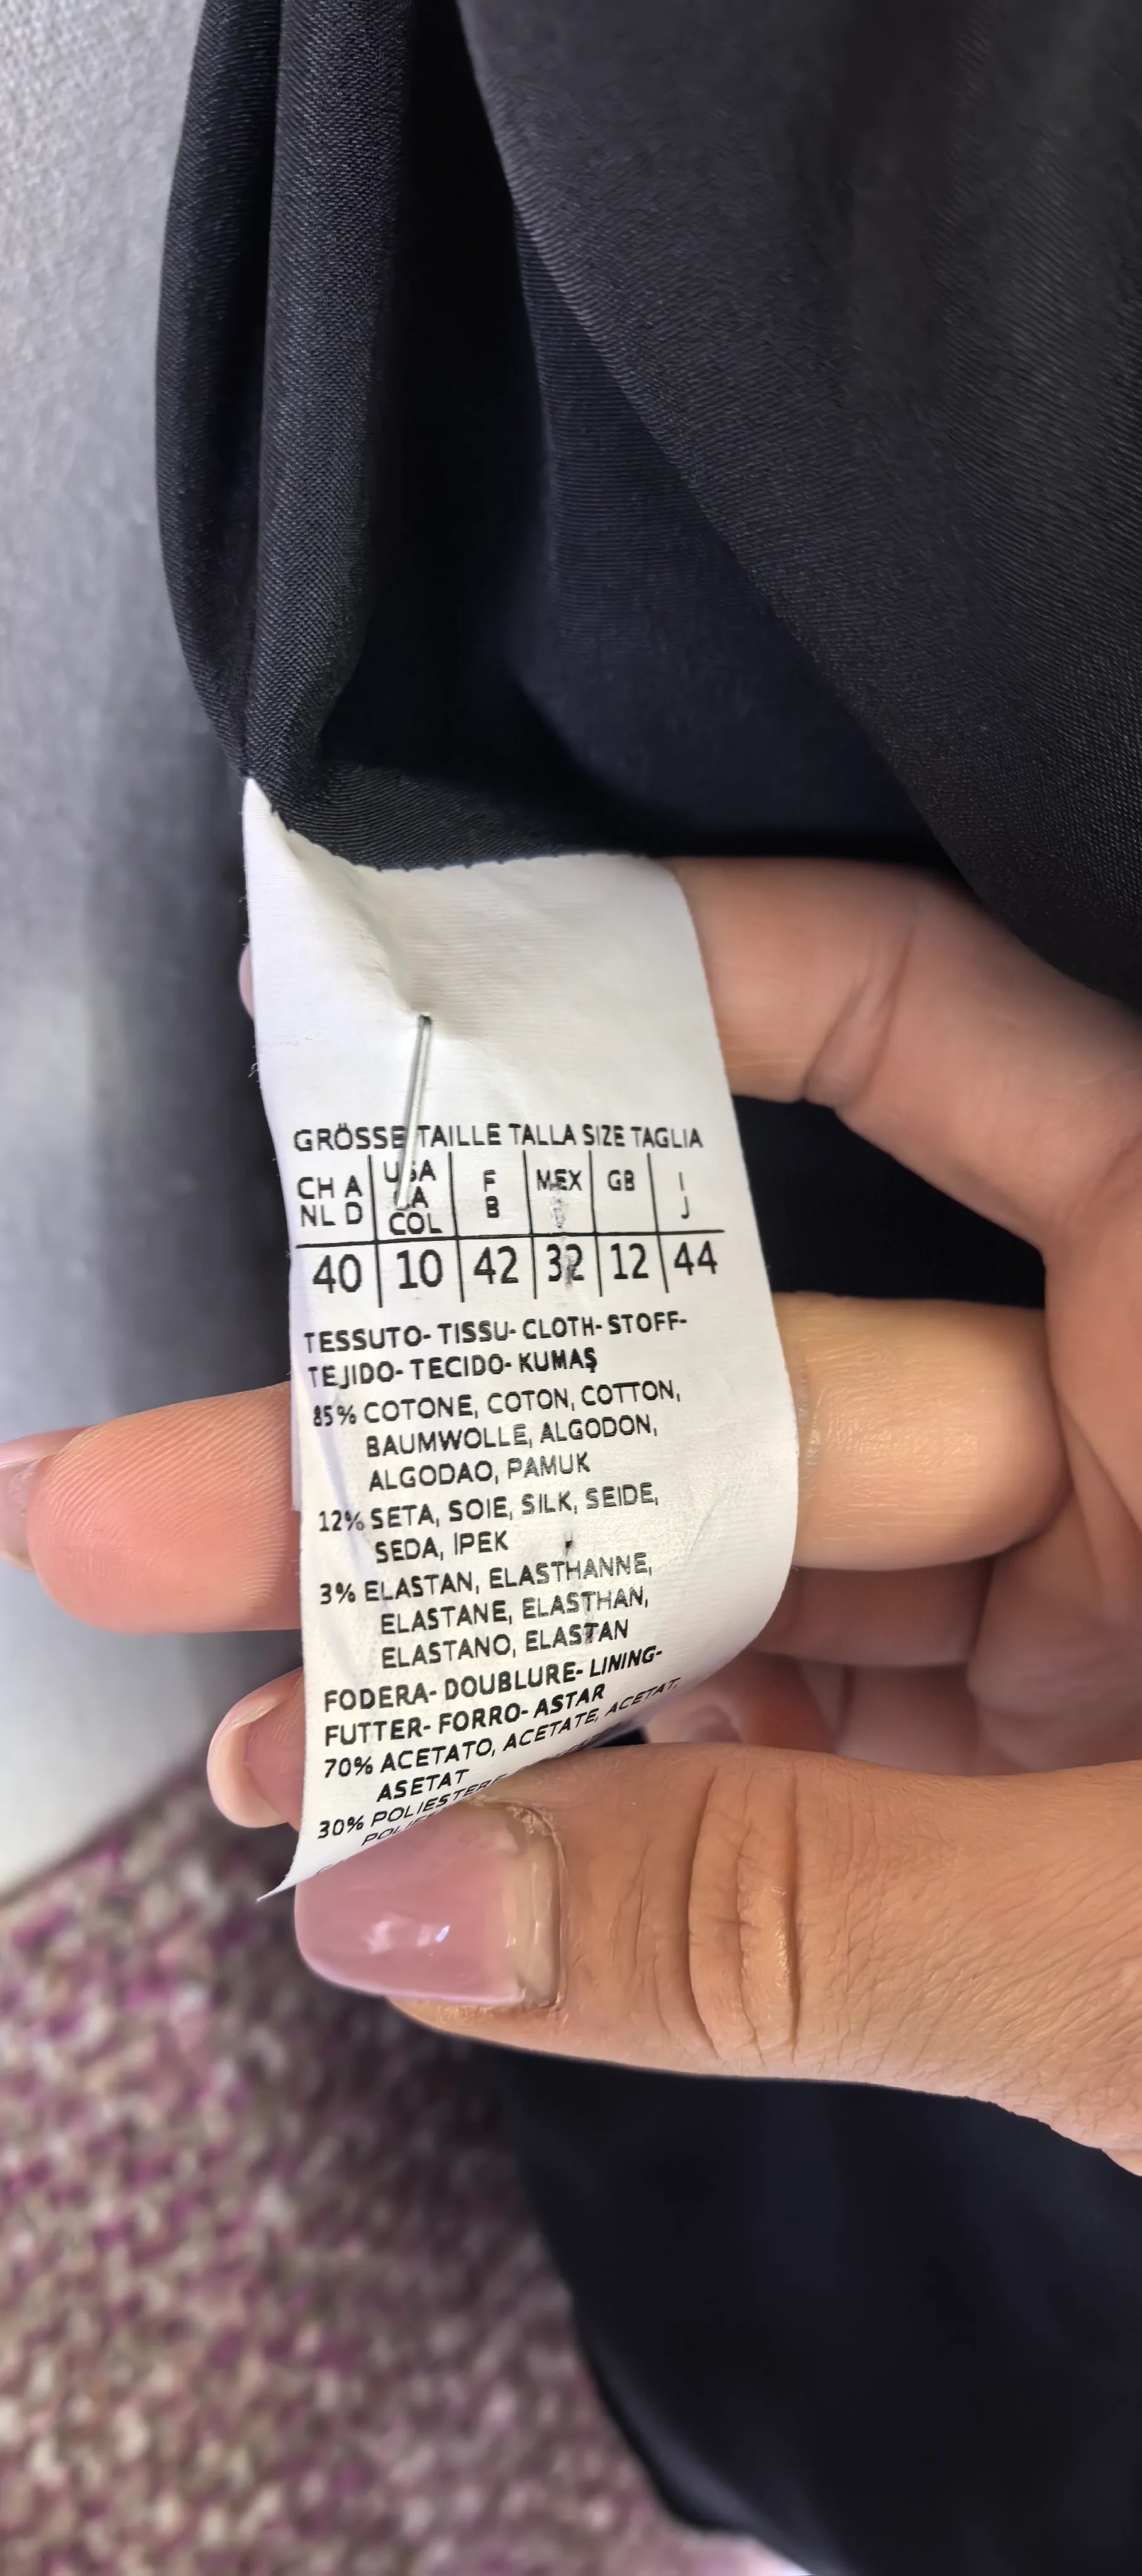 GRÖSSE TAILLE TALLA SIZE TAGLIA
CH A USA F MEX GB I
NL D CA B J
COL
40 10 42 32 12 44
TESSUTO- TISSU- CLOTH- STOFF-
TEJIDO- TECIDO- KUMAŞ
85% COTONE, COTON, COTTON,
BAUMWOLLE, ALGODON,
ALGODAO, PAMUK
12% SETA, SOIE, SILK, SEIDE,
SEDA, IPEK
3% ELASTAN, ELASTHANNE,
ELASTANE, ELASTHAN,
ELASTANO, ELASTAN
FODERA- DOUBLURE- LINING-
FUTTER- FORRO- ASTAR
70% ACETATO, ACETATE, ACETAT,
ASETAT
30% POLIESTERE